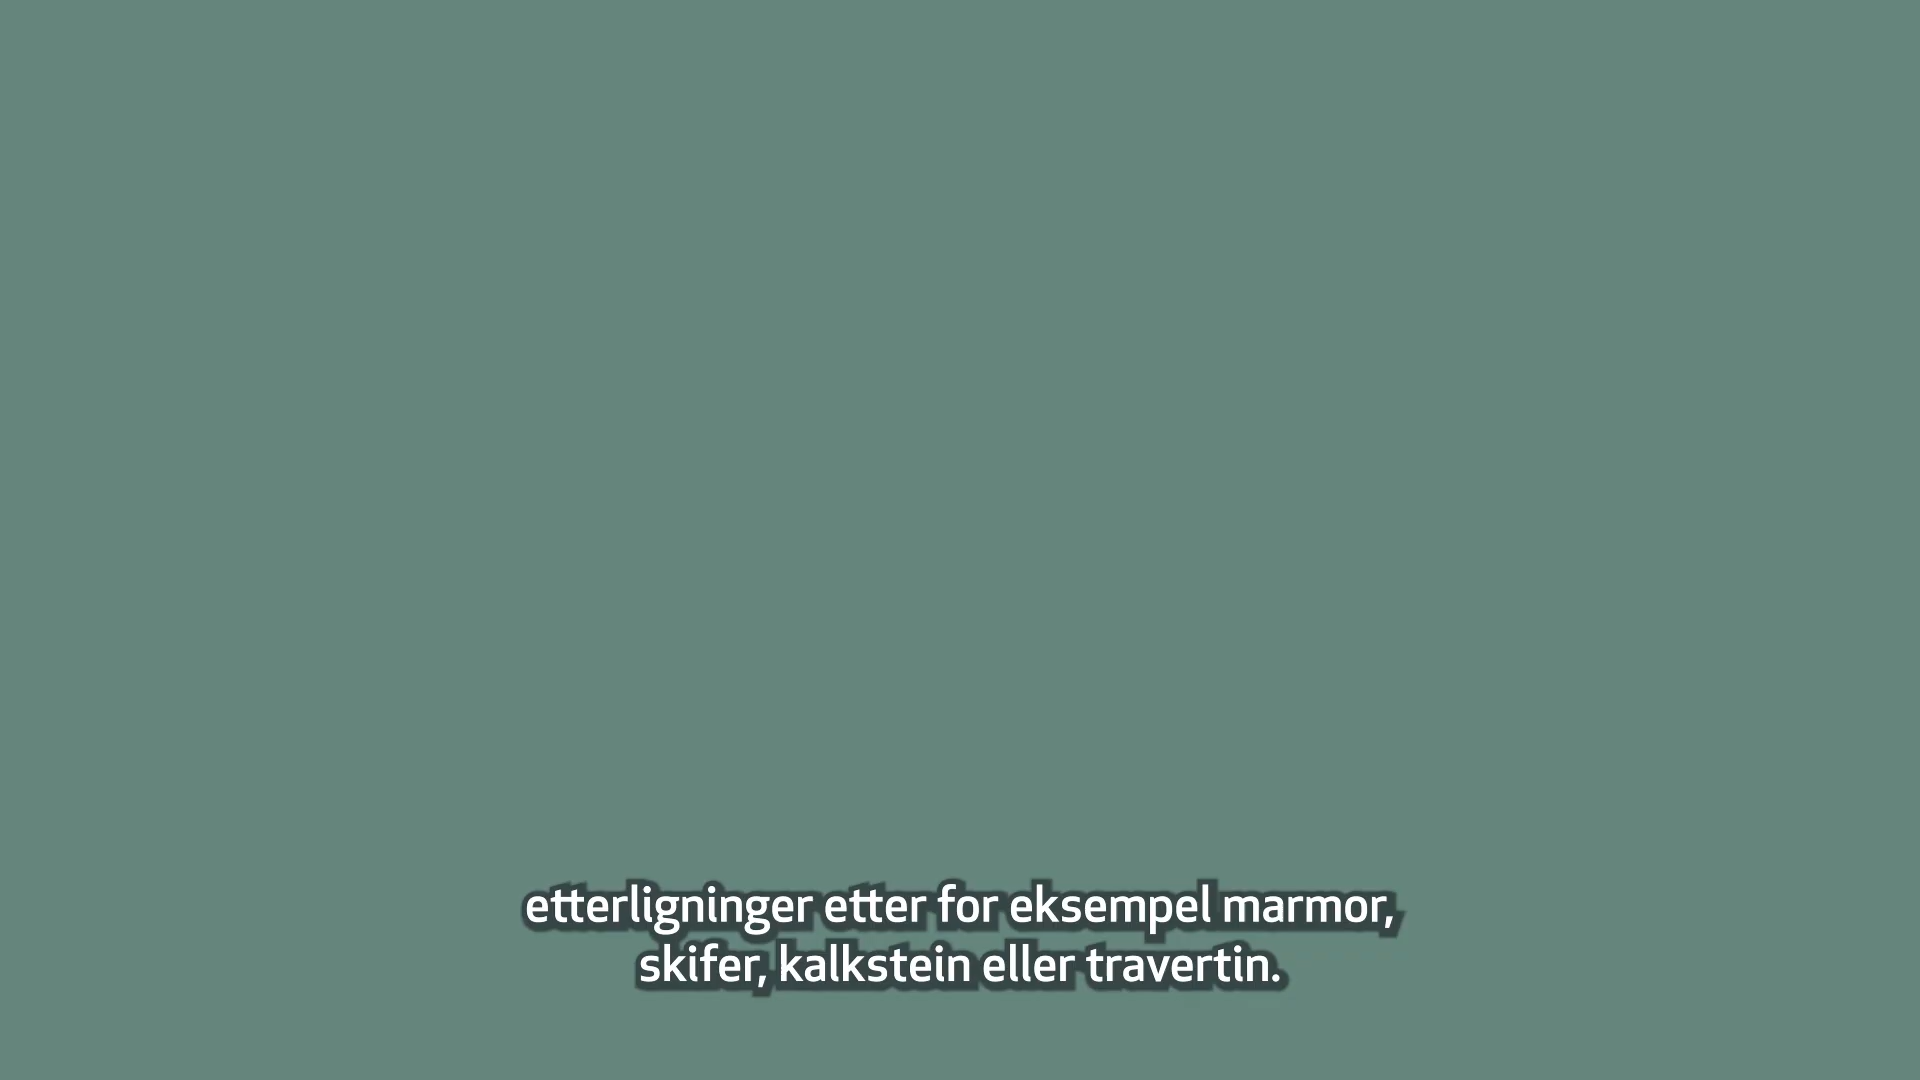 etterligninger etter for eksempel marmor,
skifer, kalkstein eller travertin.